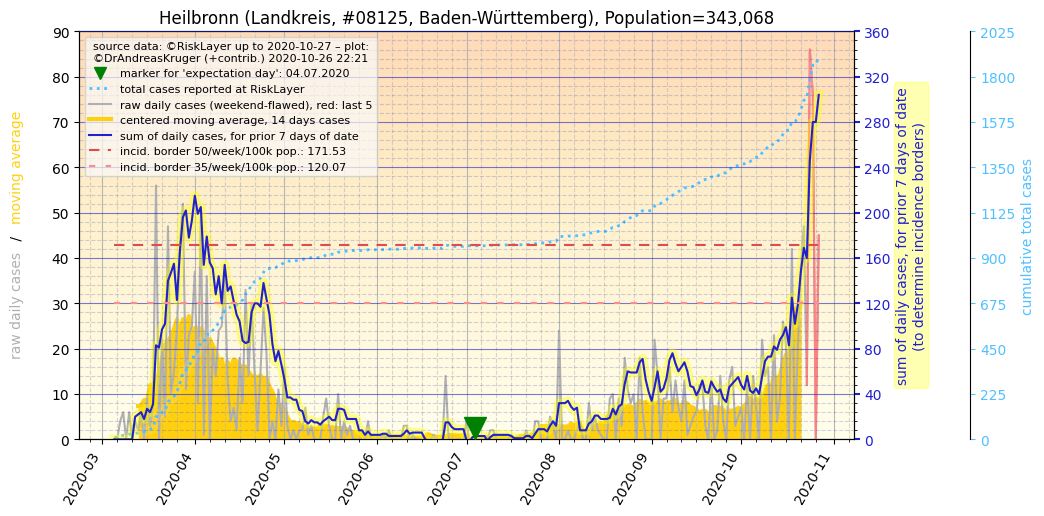 Heilbronn (Landkreis, #08125, Baden-Württemberg), Population=343,068
source data: ©RiskLayer up to 2020-10-27 – plot:
©DrAndreasKruger (+contrib.) 2020-10-26 22:21
marker for 'expectation day': 04.07.2020
total cases reported at RiskLayer
raw daily cases (weekend-flawed), red: last 5
centered moving average, 14 days cases
sum of daily cases, for prior 7 days of date
incid. border 50/week/100k pop.: 171.53
incid. border 35/week/100k pop.: 120.07
raw daily cases / moving average
90
80
70
60
50
40
30
20
10
0
360
320
280
240
200
160
120
80
40
0
sum of daily cases, for prior 7 days of date
(to determine incidence borders)
2025
1800
1575
1350
1125
900
675
450
225
0
cumulative total cases
2020-03
2020-04
2020-05
2020-06
2020-07
2020-08
2020-09
2020-10
2020-11